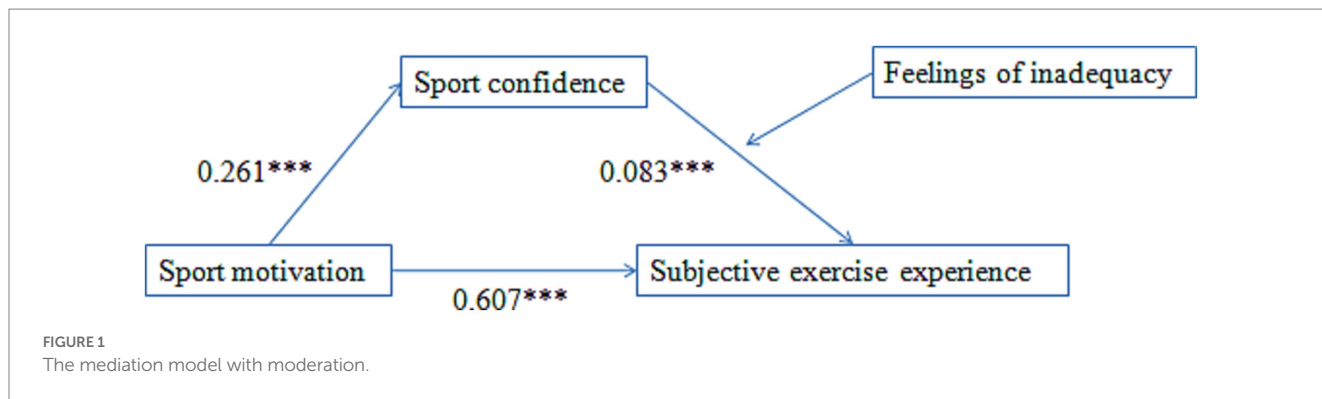 Sport confidence
Feelings of inadequacy
0.261***
0.083***
Sport motivation
Subjective exercise experience
0.607***
FIGURE 1
The mediation model with moderation.